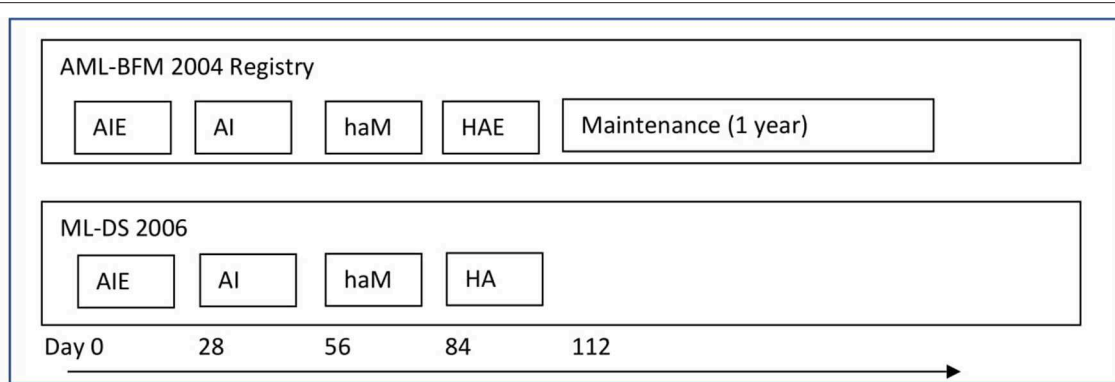 AML-BFM 2004 Registry
AIE AI haM HAE Maintenance (1 year)
ML-DS 2006
AIE AI haM HA
Day 0 28 56 84 112